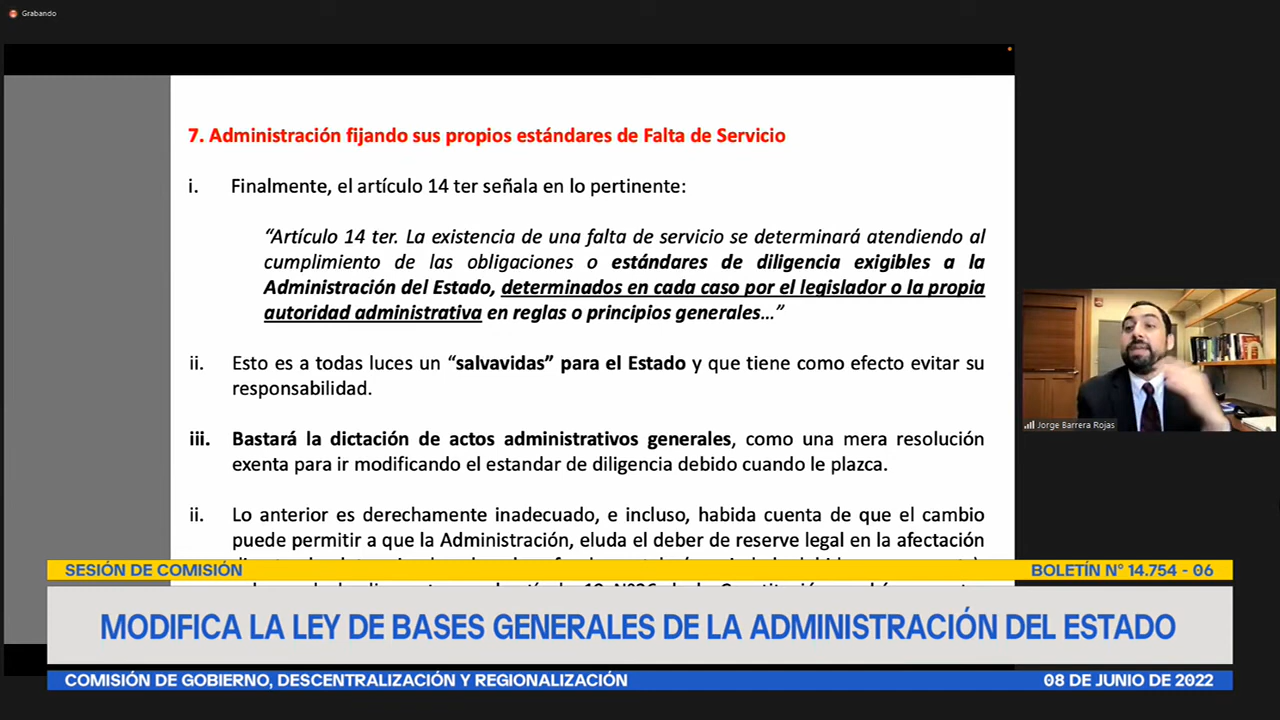 Grabando
7. Administración fijando sus propios estándares de Falta de Servicio
i. Finalmente, el artículo 14 ter señala en lo pertinente:
“Artículo 14 ter. La existencia de una falta de servicio se determinará atendiendo al
cumplimiento de las obligaciones o estándares de diligencia exigibles a la
Administración del Estado, determinados en cada caso por el legislador o la propia
autoridad administrativa en reglas o principios generales…”
ii. Esto es a todas luces un “salvavidas” para el Estado y que tiene como efecto evitar su
responsabilidad.
iii. Bastará la dictación de actos administrativos generales, como una mera resolución
exenta para ir modificando el estandar de diligencia debido cuando le plazca.
ii. Lo anterior es derechamente inadecuado, e incluso, habida cuenta de que el cambio
puede permitir a que la Administración, eluda el deber de reserve legal en la afectación
Jorge Barrera Rojas
SESIÓN DE COMISIÓN
BOLETÍN N° 14.754 - 06
MODIFICA LA LEY DE BASES GENERALES DE LA ADMINISTRACIÓN DEL ESTADO
COMISIÓN DE GOBIERNO, DESCENTRALIZACIÓN Y REGIONALIZACIÓN
08 DE JUNIO DE 2022